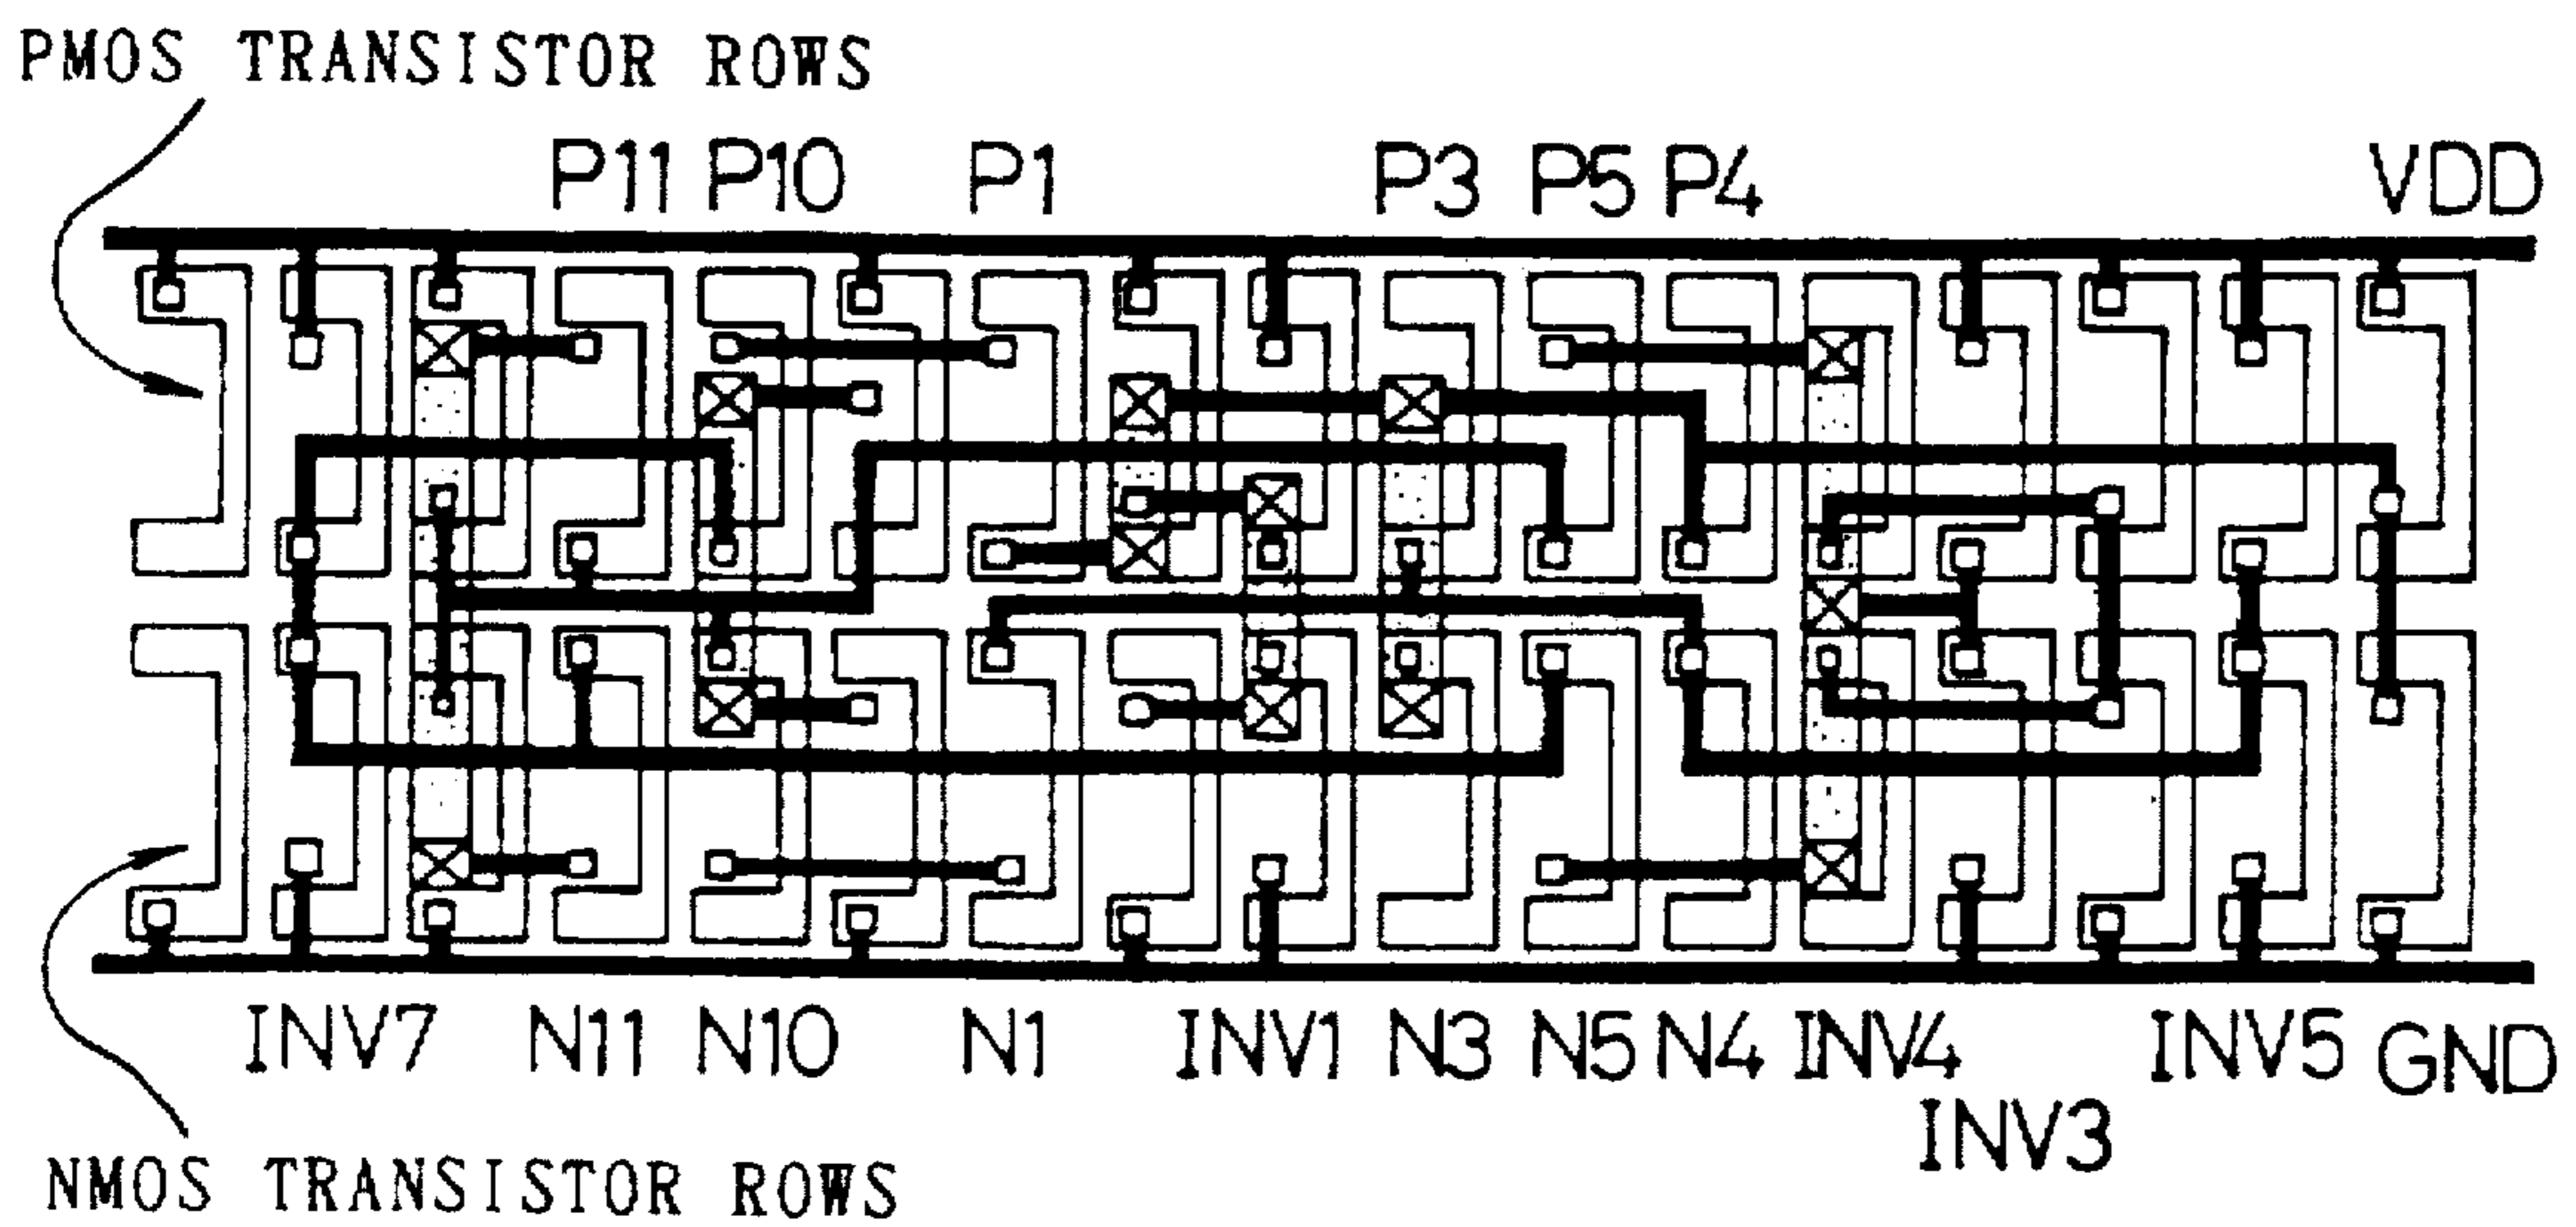 PMOS TRANSISTOR ROWS
P11 P10 P1 P3 P5 P4 VDD
INV7 N11 N10 N1 INV1 N3 N5 N4 INV4 INV5 GND
INV3
NMOS TRANSISTOR ROWS